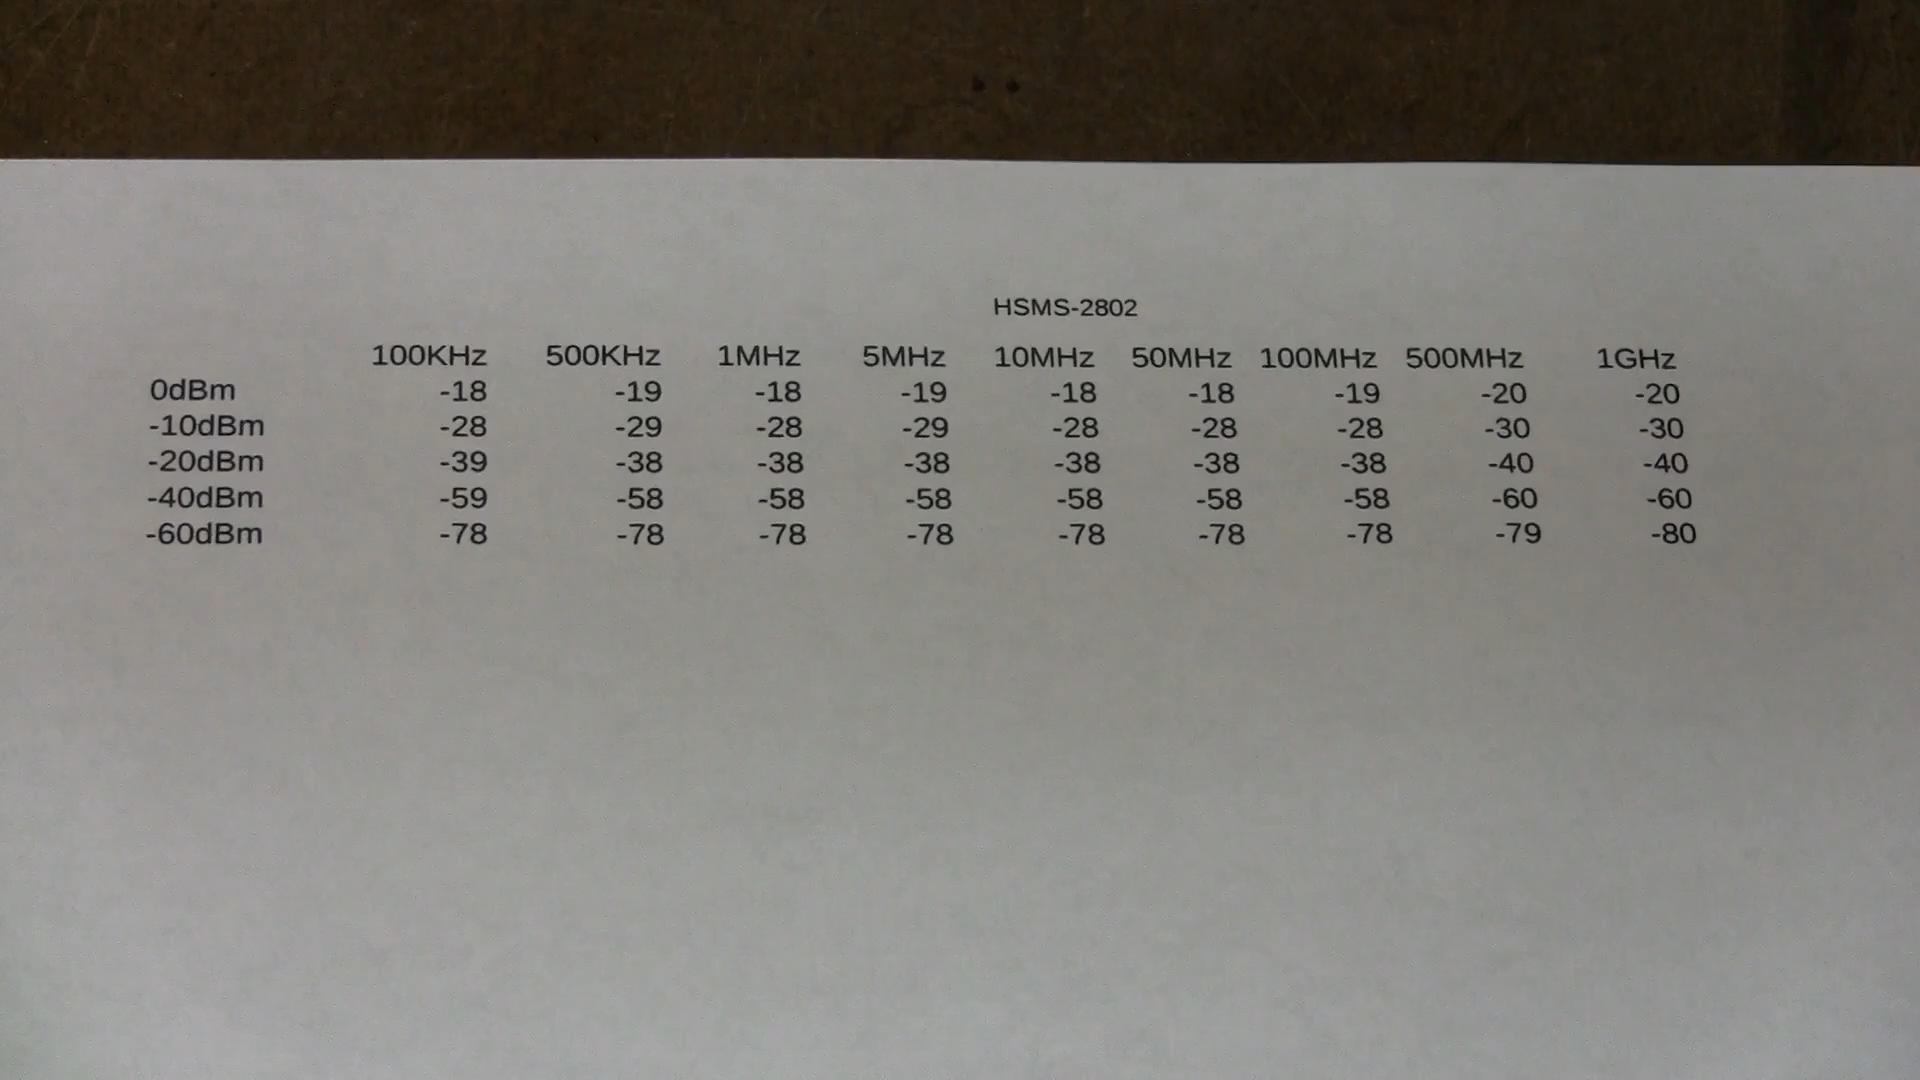 HSMS-2802
100KHz 500KHz 1MHz 5MHz 10MHz 50MHz 100MHz 500MHz 1GHz
0dBm -18 -19 -18 -19 -18 -18 -19 -20 -20
-10dBm -28 -29 -28 -29 -28 -28 -28 -30 -30
-20dBm -39 -38 -38 -38 -38 -38 -38 -40 -40
-40dBm -59 -58 -58 -58 -58 -58 -58 -60 -60
-60dBm -78 -78 -78 -78 -78 -78 -78 -79 -80